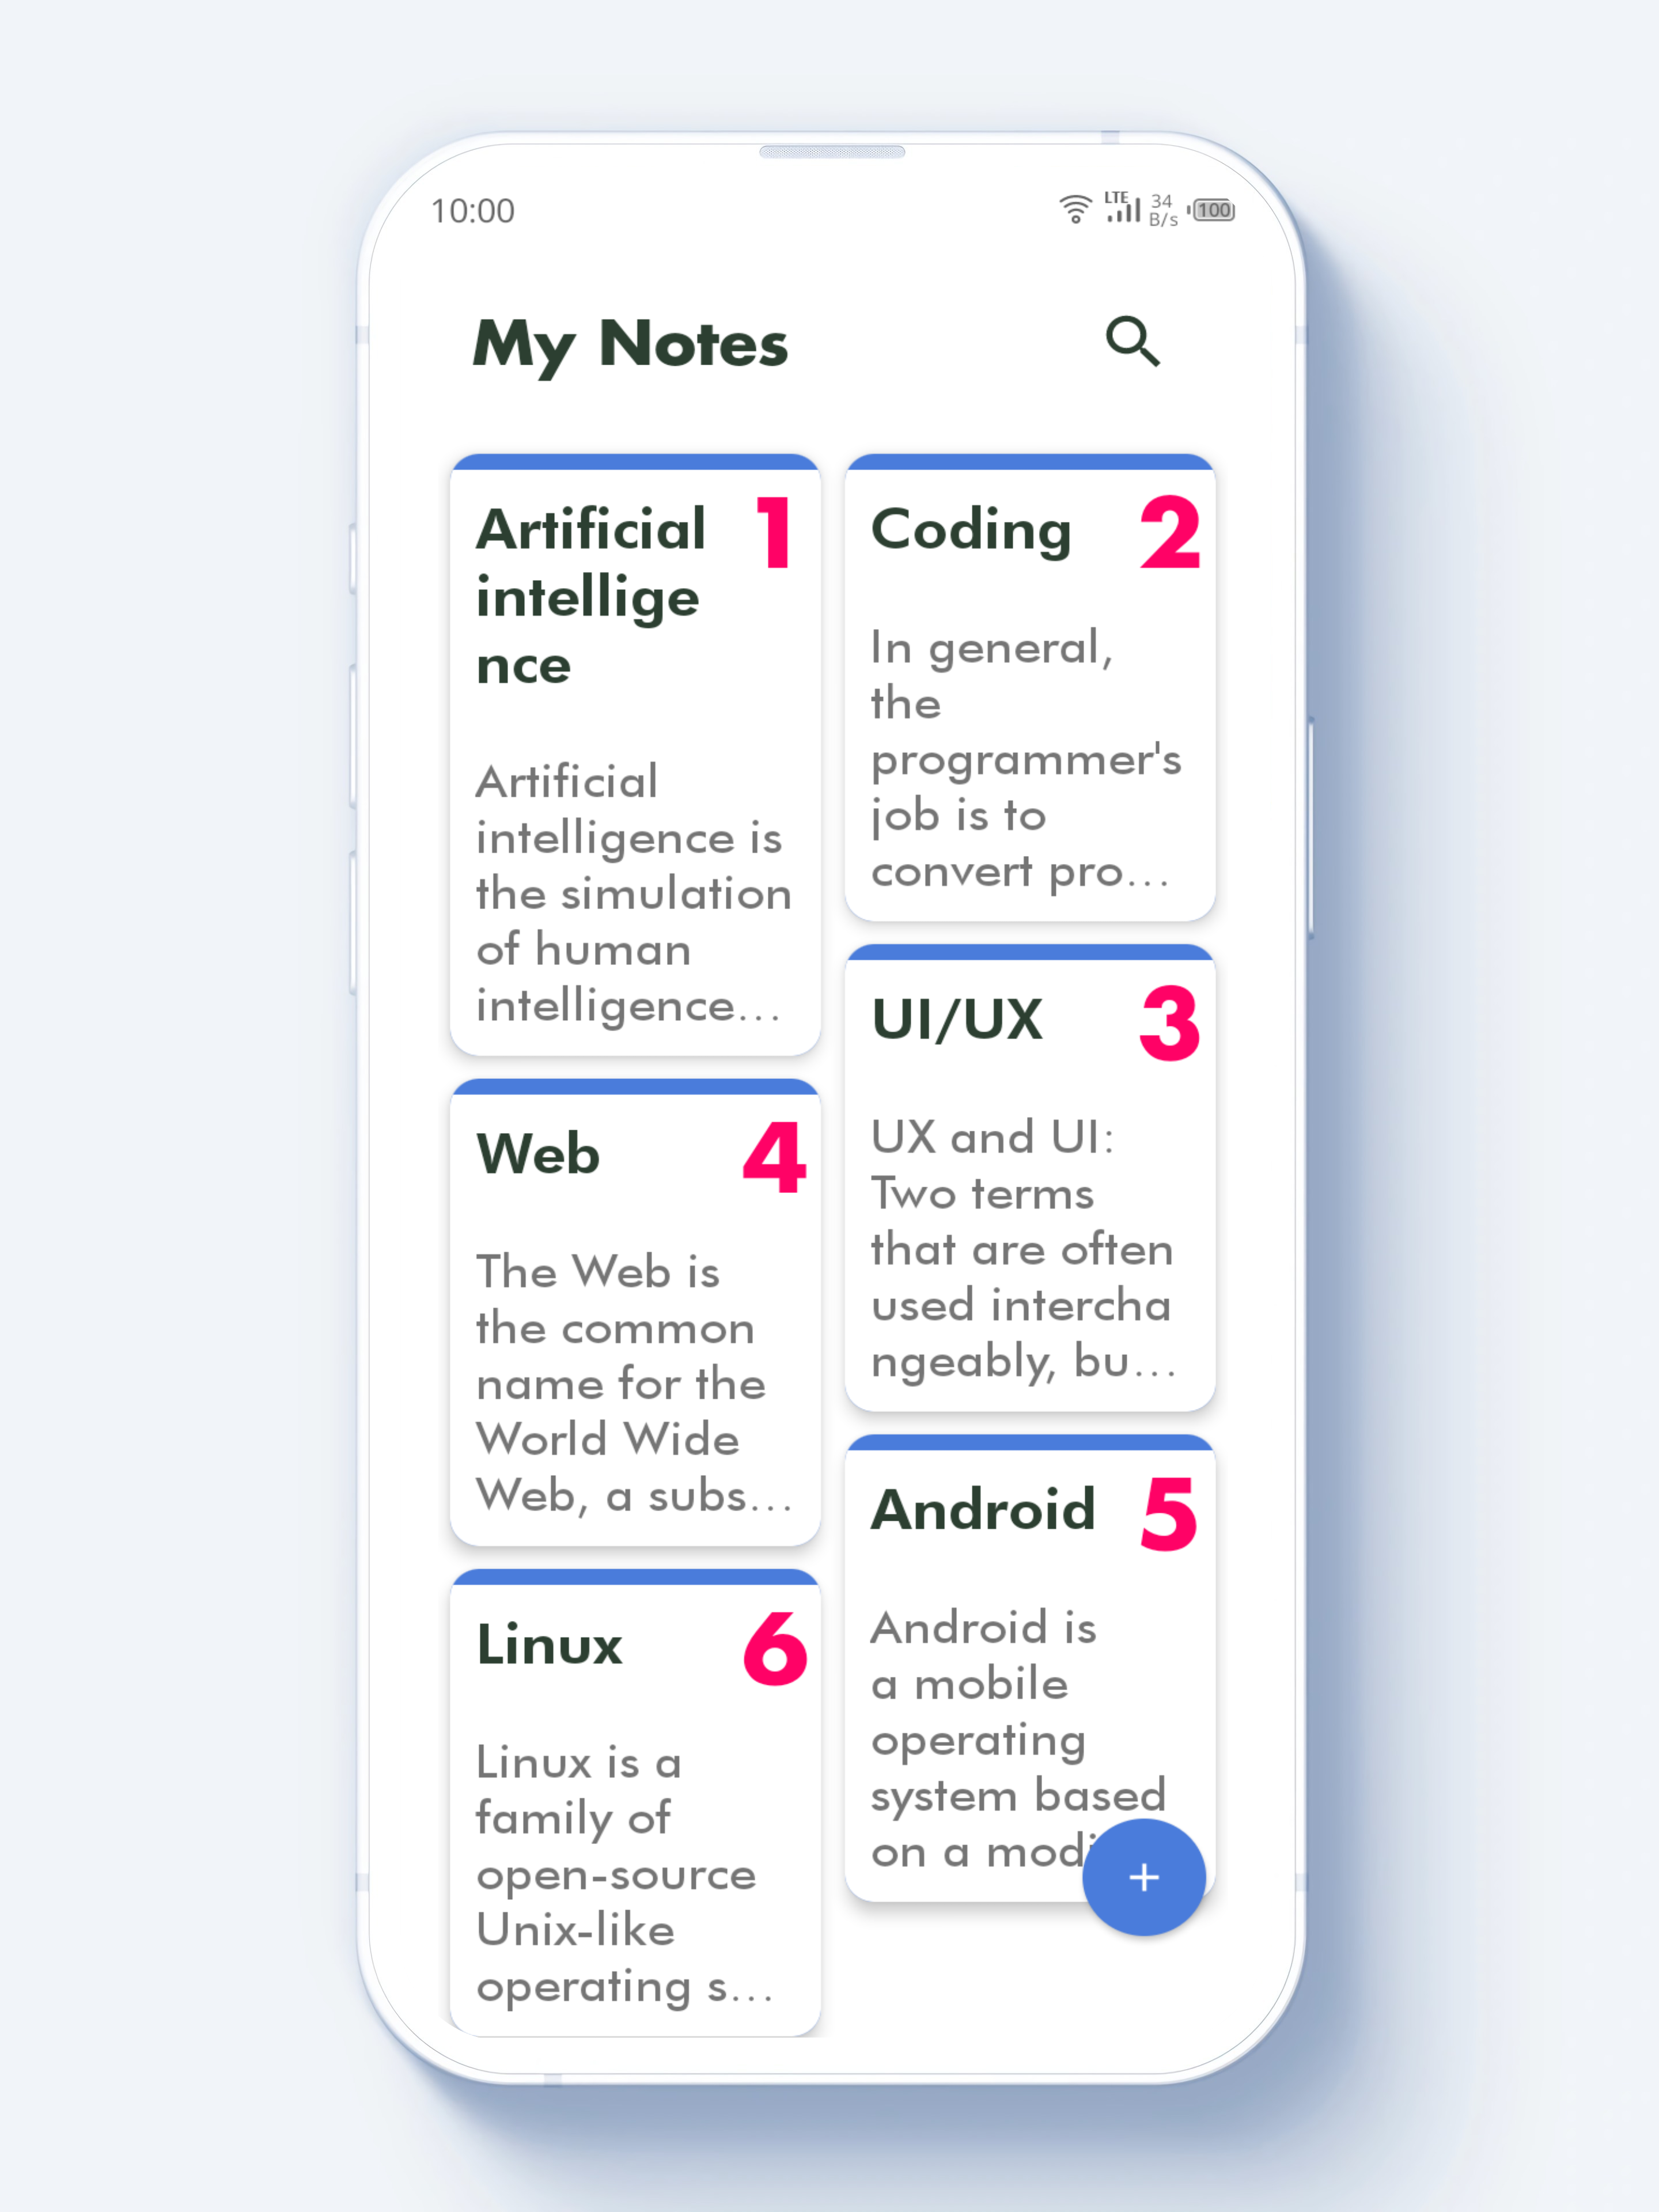 10:00
LTE
34
B/s
100
My Notes
Artificial
intellige
nce
1
Artificial
intelligence is
the simulation
of human
intelligence...
Coding
2
In general,
the
programmer's
job is to
convert pro...
UI/UX
3
UX and UI:
Two terms
that are often
used intercha
ngeably, bu...
Web
4
The Web is
the common
name for the
World Wide
Web, a subs...
Android
5
Android is
a mobile
operating
system based
on a modi
+
Linux
6
Linux is a
family of
open-source
Unix-like
operating s...